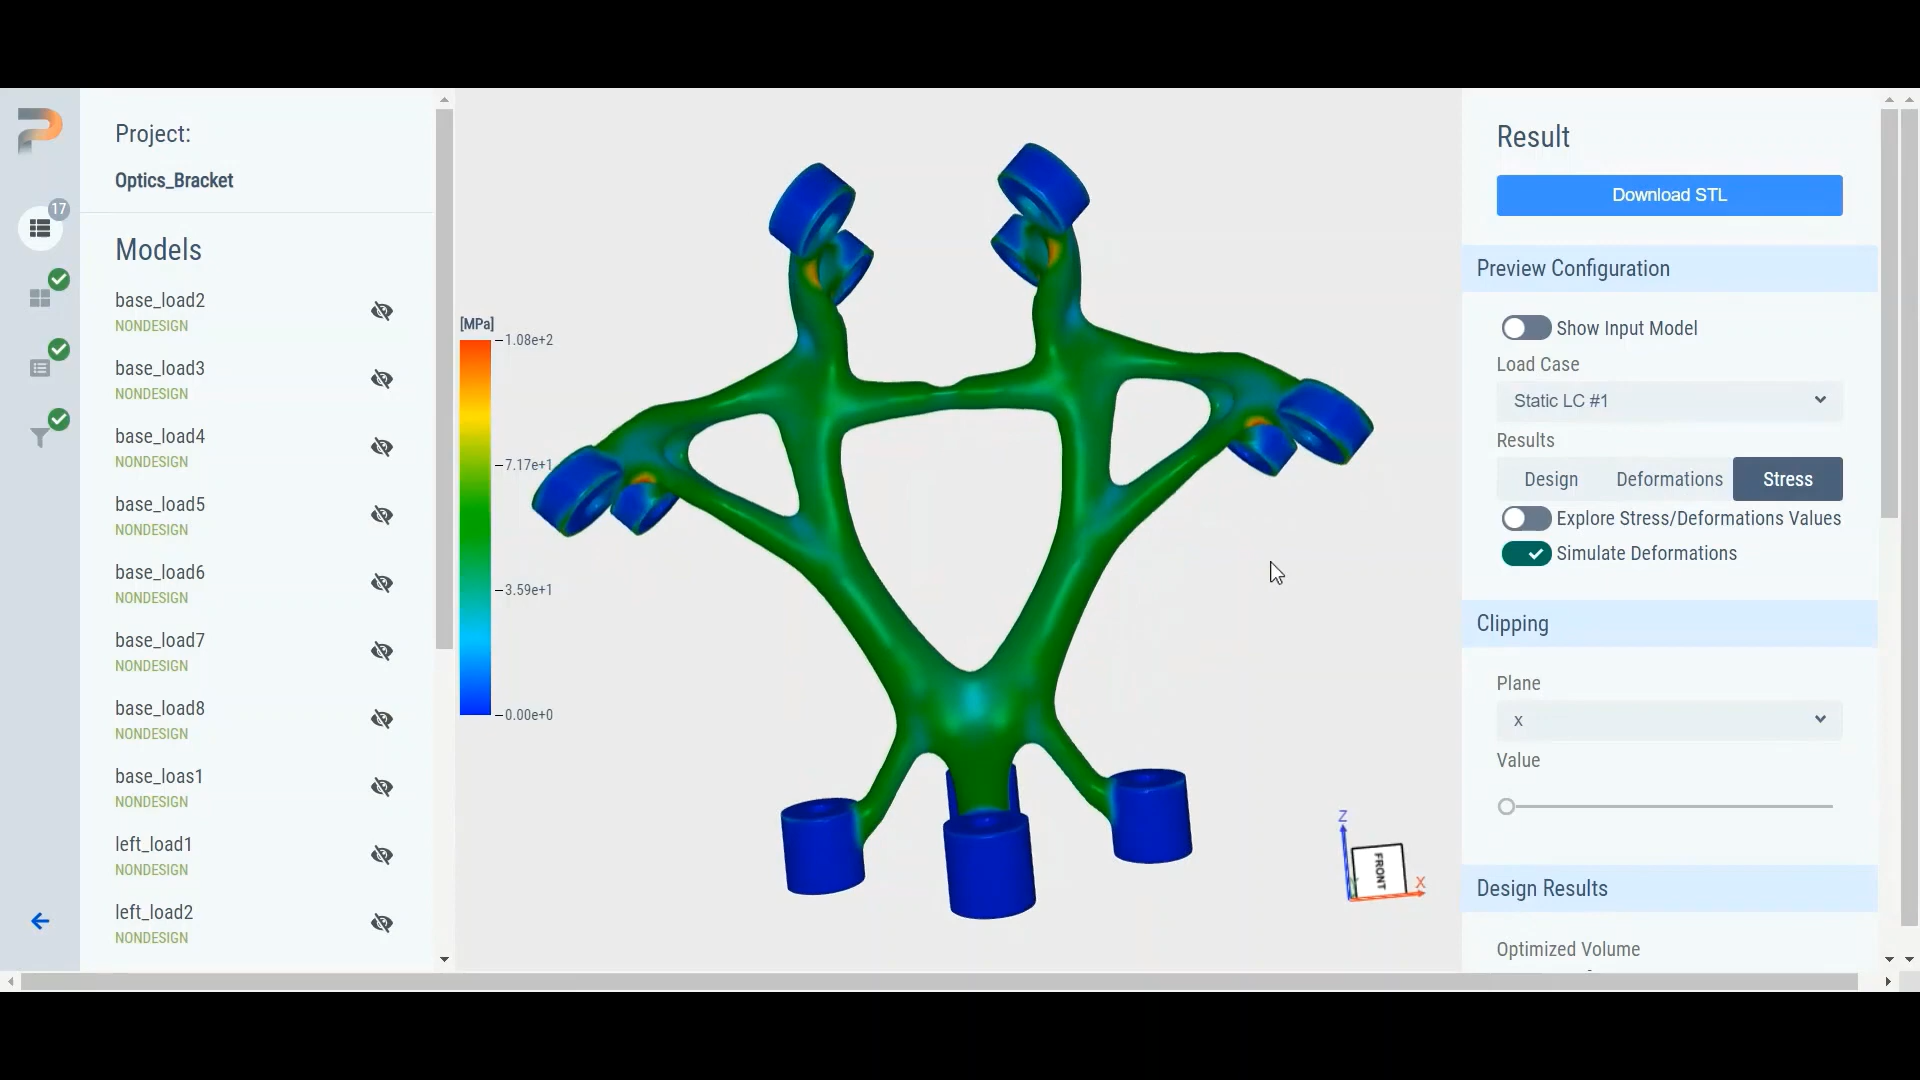 Project:
Optics_Bracket
17
Models
base_load2
NONDESIGN
base_load3
NONDESIGN
base_load4
NONDESIGN
base_load5
NONDESIGN
base_load6
NONDESIGN
base_load7
NONDESIGN
base_load8
NONDESIGN
base_loas1
NONDESIGN
left_load1
NONDESIGN
left_load2
NONDESIGN
[MPa]
1.08e+2
7.17e+1
3.59e+1
0.00e+0
Z
FRONT
X
Result
Download STL
Preview Configuration
Show Input Model
Load Case
Static LC #1
Results
Design Deformations Stress
Explore Stress/Deformations Values
Simulate Deformations
Clipping
Plane
x
Value
Design Results
Optimized Volume